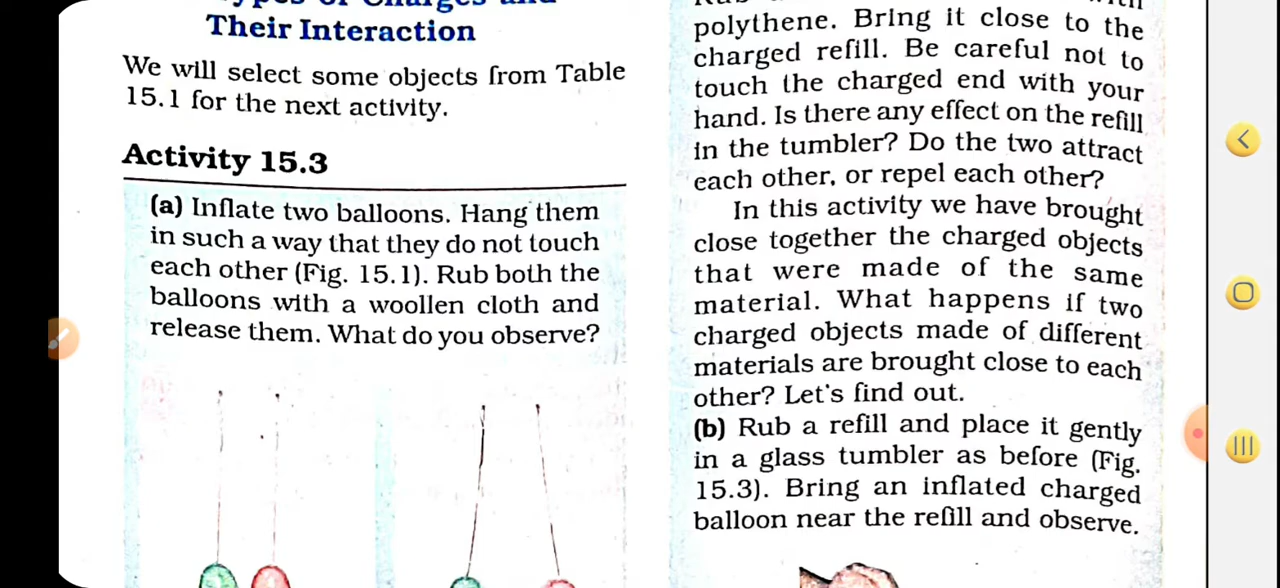 Types of Charges and
Their Interaction
We will select some objects from Table
15.1 for the next activity.
Activity 15.3
(a) Inflate two balloons. Hang them
in such a way that they do not touch
each other (Fig. 15.1). Rub both the
balloons with a woollen cloth and
release them. What do you observe?
polythene. Bring it close to the
charged refill. Be careful not to
touch the charged end with your
hand. Is there any effect on the refill
in the tumbler? Do the two attract
each other, or repel each other?
In this activity we have brought
close together the charged objects
that were made of the same
material. What happens if two
charged objects made of different
materials are brought close to each
other? Let's find out.
(b) Rub a refill and place it gently
in a glass tumbler as before (Fig.
15.3). Bring an inflated charged
balloon near the refill and observe.